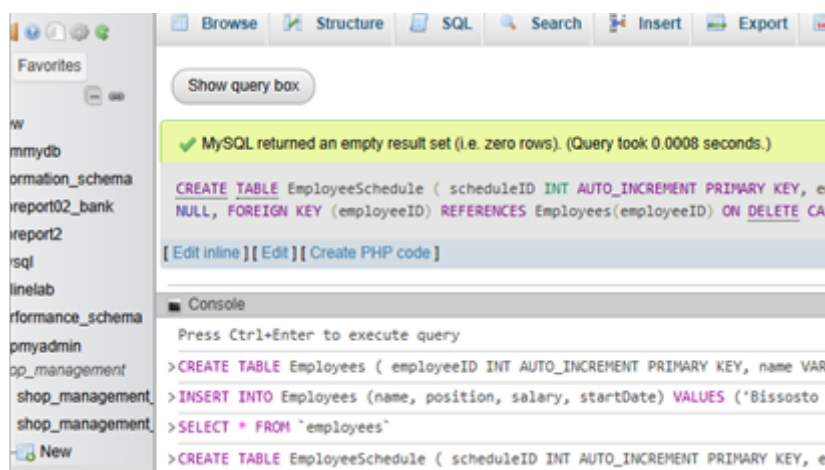 Browse Structure SQL Search Insert Export
Favorites
Show query box
mmydb
MySQL returned an empty result set (i.e. zero rows). (Query took 0.0008 seconds.)
ormation_schema
CREATE TABLE EmployeeSchedule ( scheduleID INT AUTO_INCREMENT PRIMARY KEY, e
report02_bank
NULL, FOREIGN KEY (employeeID) REFERENCES Employees(employeeID) ON DELETE CA
report2
[ Edit inline ] [ Edit ] [ Create PHP code ]
sql
linelab
Console
rformance_schema
Press Ctrl+Enter to execute query
pmyadmin
>CREATE TABLE Employees ( employeeID INT AUTO_INCREMENT PRIMARY KEY, name VAR
op_management
shop_management_
>INSERT INTO Employees (name, position, salary, startDate) VALUES ('Bissosto
shop_management_
>SELECT * FROM `employees`
New
>CREATE TABLE EmployeeSchedule ( scheduleID INT AUTO_INCREMENT PRIMARY KEY, e